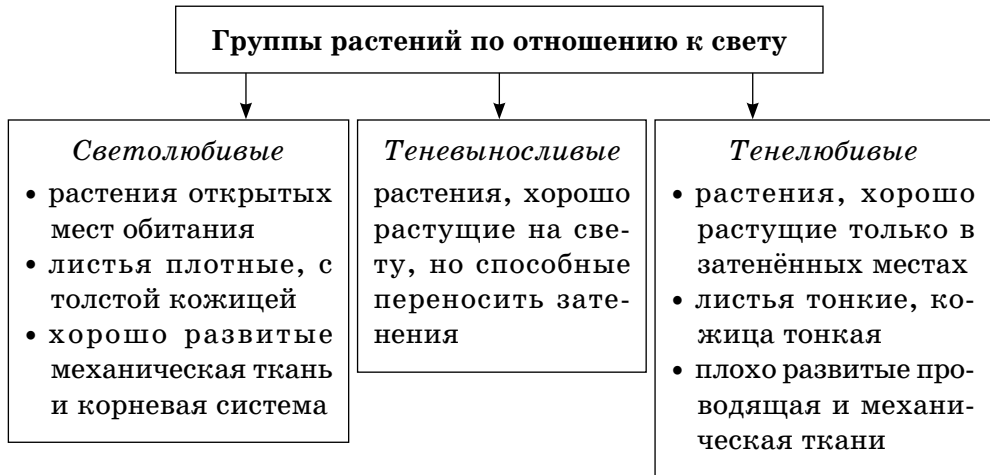 Группы растений по отношению к свету
Светолюбивые
• растения открытых
мест обитания
• листья плотные, с
толстой кожицей
• хорошо развитые
механическая ткань
и корневая система
Теневыносливые
растения, хорошо
растущие на све-
ту, но способные
переносить зате-
нения
Тенелюбивые
• растения, хорошо
растущие только в
затенённых местах
• листья тонкие, ко-
жица тонкая
• плохо развитые про-
водящая и механи-
ческая ткани